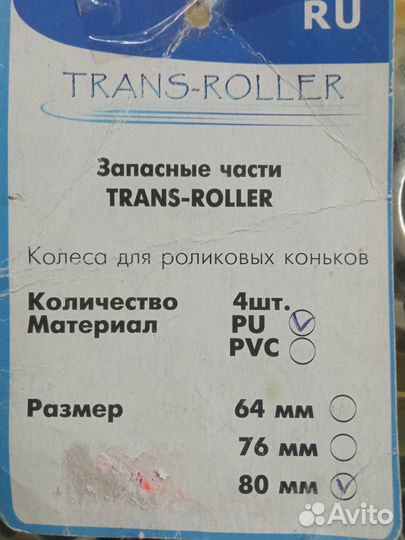 RU
TRANS-ROLLER
Запасные части
TRANS-ROLLER
Колеса для роликовых коньков
Количество 4шт.
Материал PU
PVC
Размер 64 мм
76 мм
80 мм
Avito